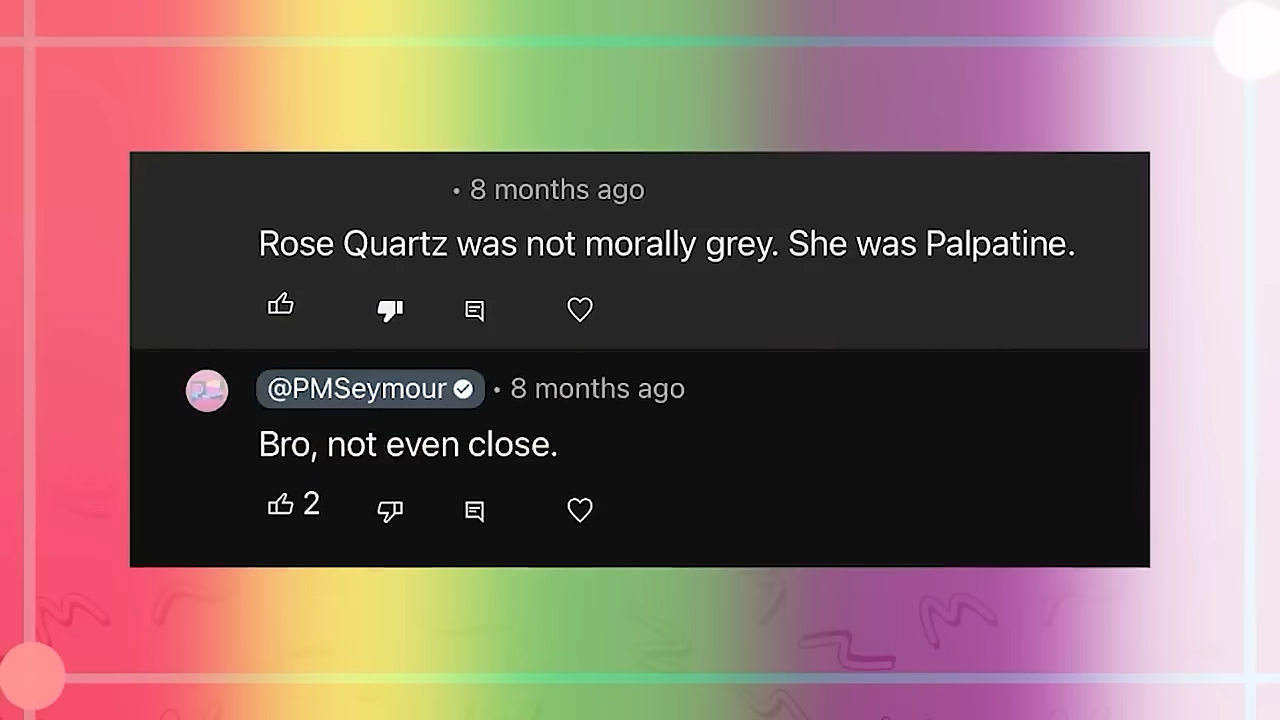 • 8 months ago
Rose Quartz was not morally grey. She was Palpatine.
@PMSeymour • 8 months ago
Bro, not even close.
2